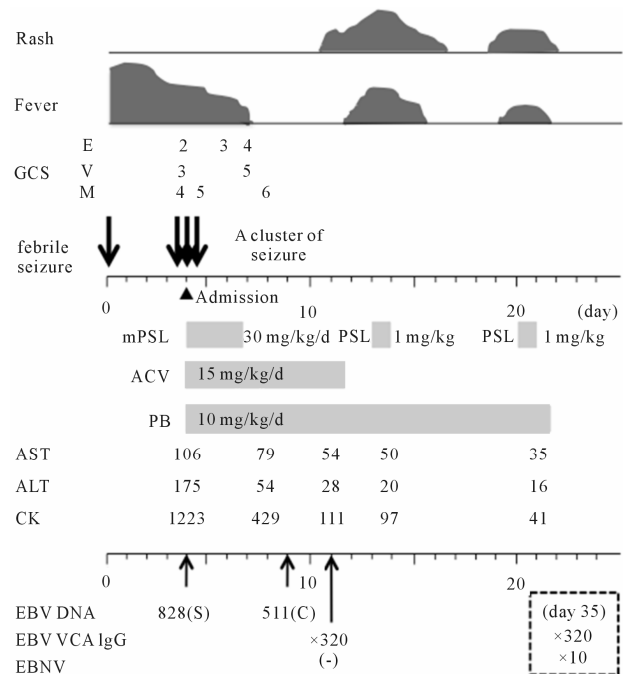 Rash
Fever
E 2 3 4
GCS V 3 5
M 4 5 6
febrile seizure
A cluster of seizure
0 10 20 (day)
Admission
mPSL 30 mg/kg/d PSL 1 mg/kg PSL 1 mg/kg
ACV 15 mg/kg/d
PB 10 mg/kg/d
AST 106 79 54 50 35
ALT 175 54 28 20 16
CK 1223 429 111 97 41
0 10 20
EBV DNA 828(S) 511(C) (day 35)
EBV VCA IgG ×320 ×320
EBNV (-) ×10